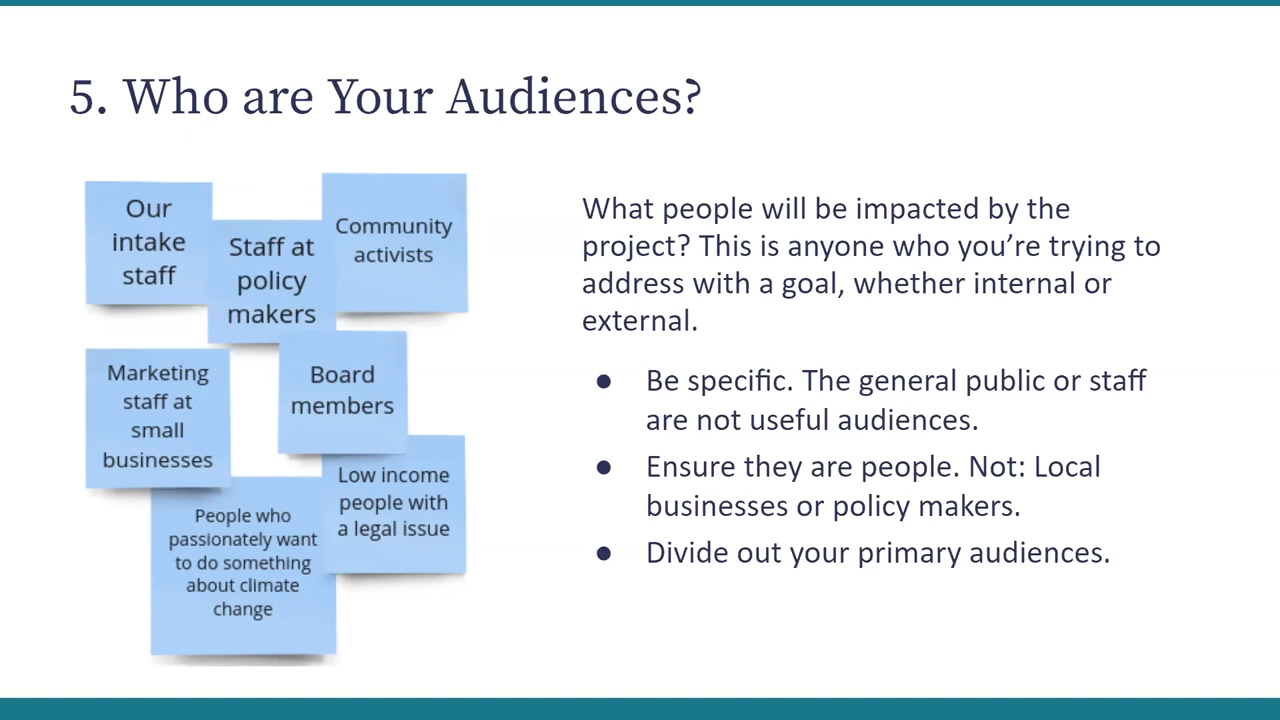 5. Who are Your Audiences?
Our
intake
staff
Staff at
policy
makers
Community
activists
Marketing
staff at
small
businesses
Board
members
Low income
people with
a legal issue
People who
passionately want
to do something
about climate
change
What people will be impacted by the
project? This is anyone who you’re trying to
address with a goal, whether internal or
external.
● Be specific. The general public or staff
are not useful audiences.
● Ensure they are people. Not: Local
businesses or policy makers.
● Divide out your primary audiences.